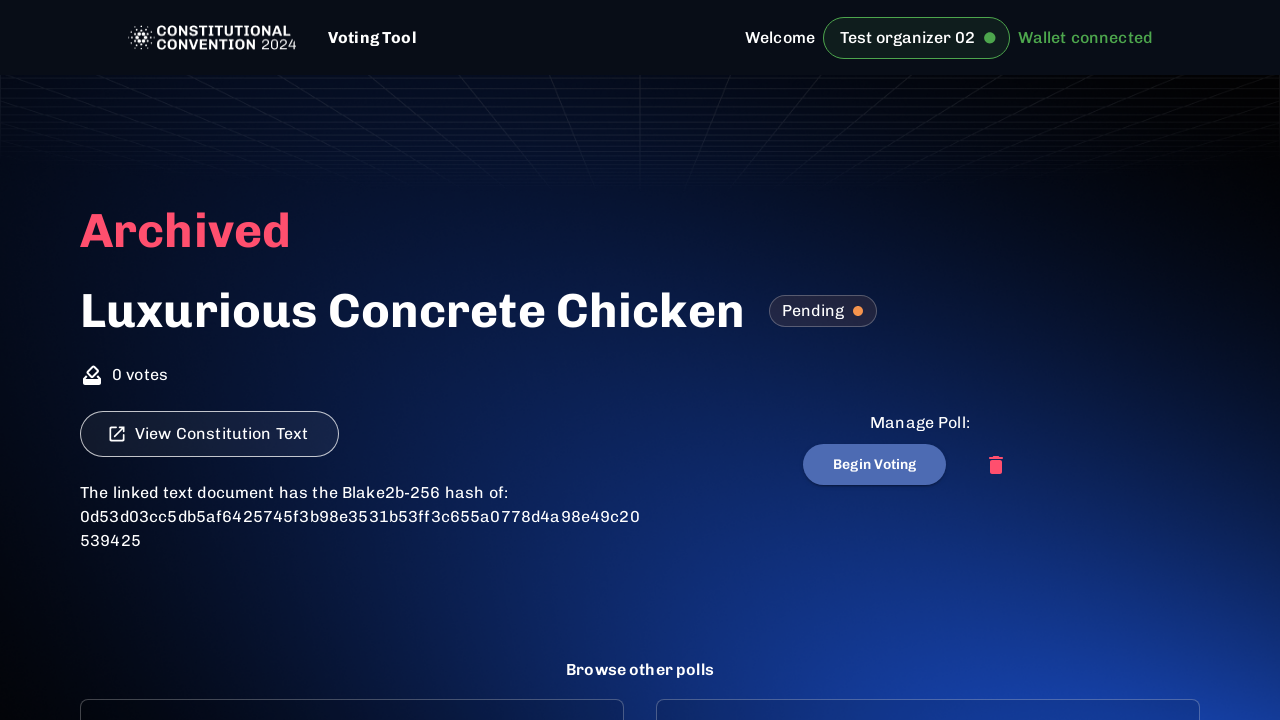 CONSTITUTIONAL
CONVENTION 2024
Voting Tool
Welcome
Test organizer 02
Wallet connected
Archived
Luxurious Concrete Chicken
Pending
0 votes
View Constitution Text
Manage Poll:
Begin Voting
The linked text document has the Blake2b-256 hash of:
0d53d03cc5db5af6425745f3b98e3531b53ff3c655a0778d4a98e49c20
539425
Browse other polls